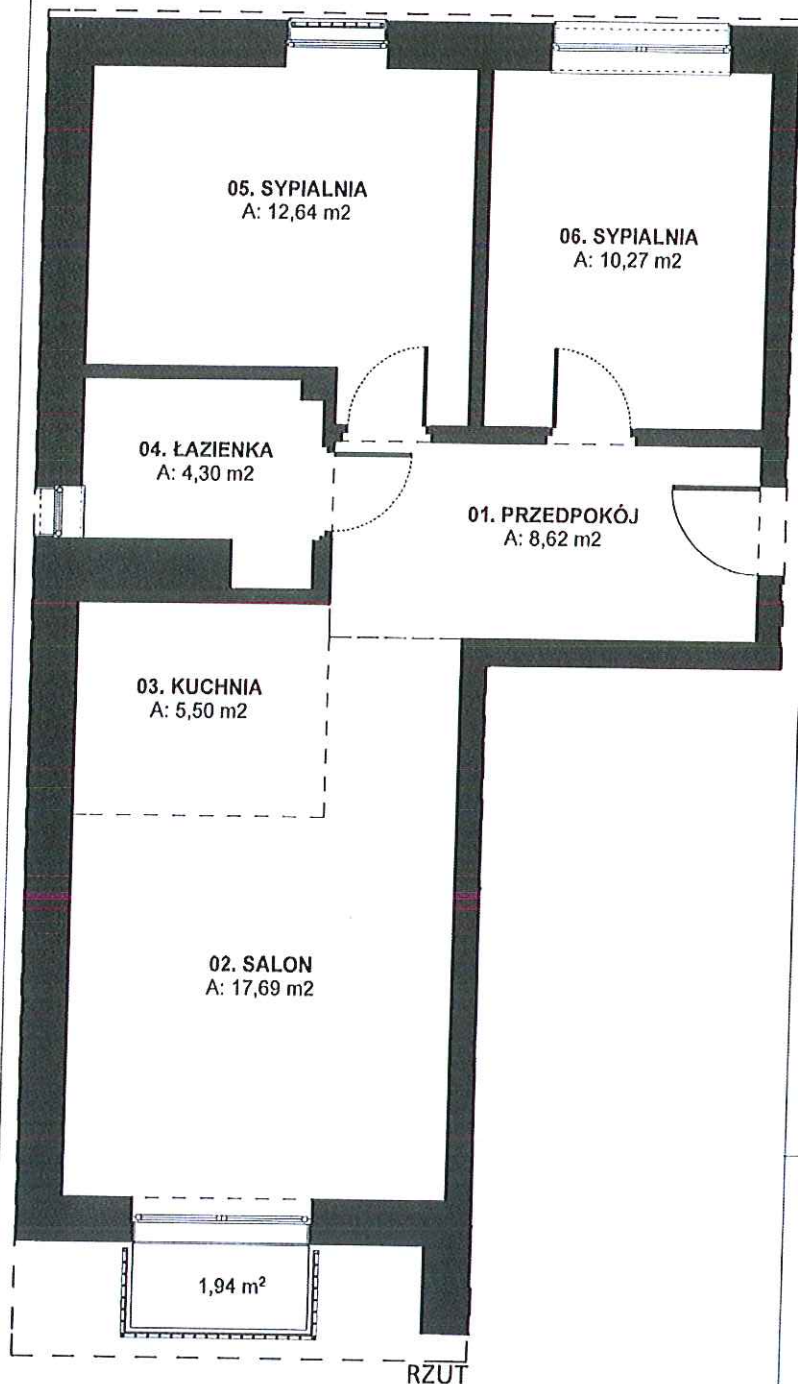 05. SYPIALNIA
A: 12,64 m2
06. SYPIALNIA
A: 10,27 m2
04. ŁAZIENKA
A: 4,30 m2
01. PRZEDPOKÓJ
A: 8,62 m2
03. KUCHNIA
A: 5,50 m2
02. SALON
A: 17,69 m2
1,94 m²
RZUT